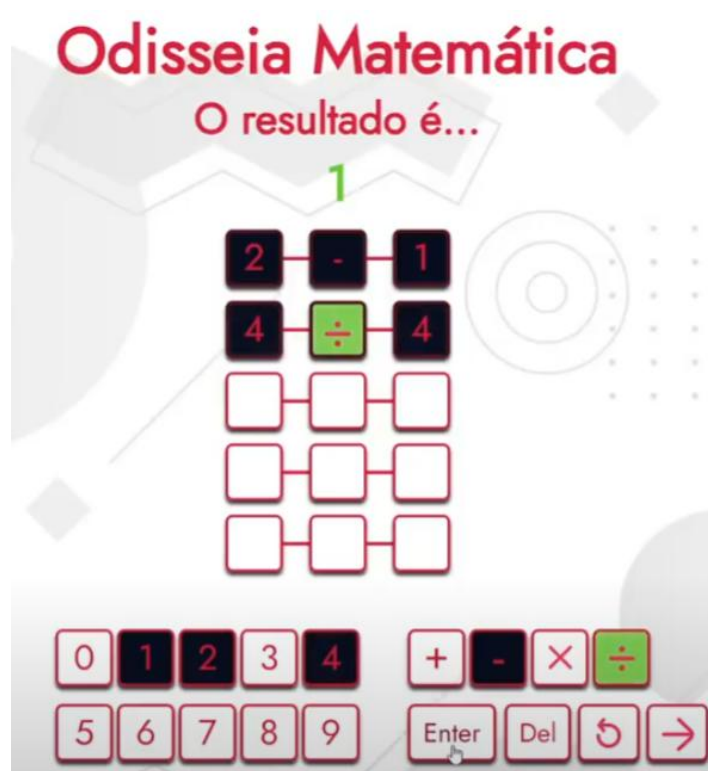 Odisseia Matemática
O resultado é...
1
2 - 1
4 ÷ 4
0 1 2 3 4 + - × ÷
5 6 7 8 9 Enter Del